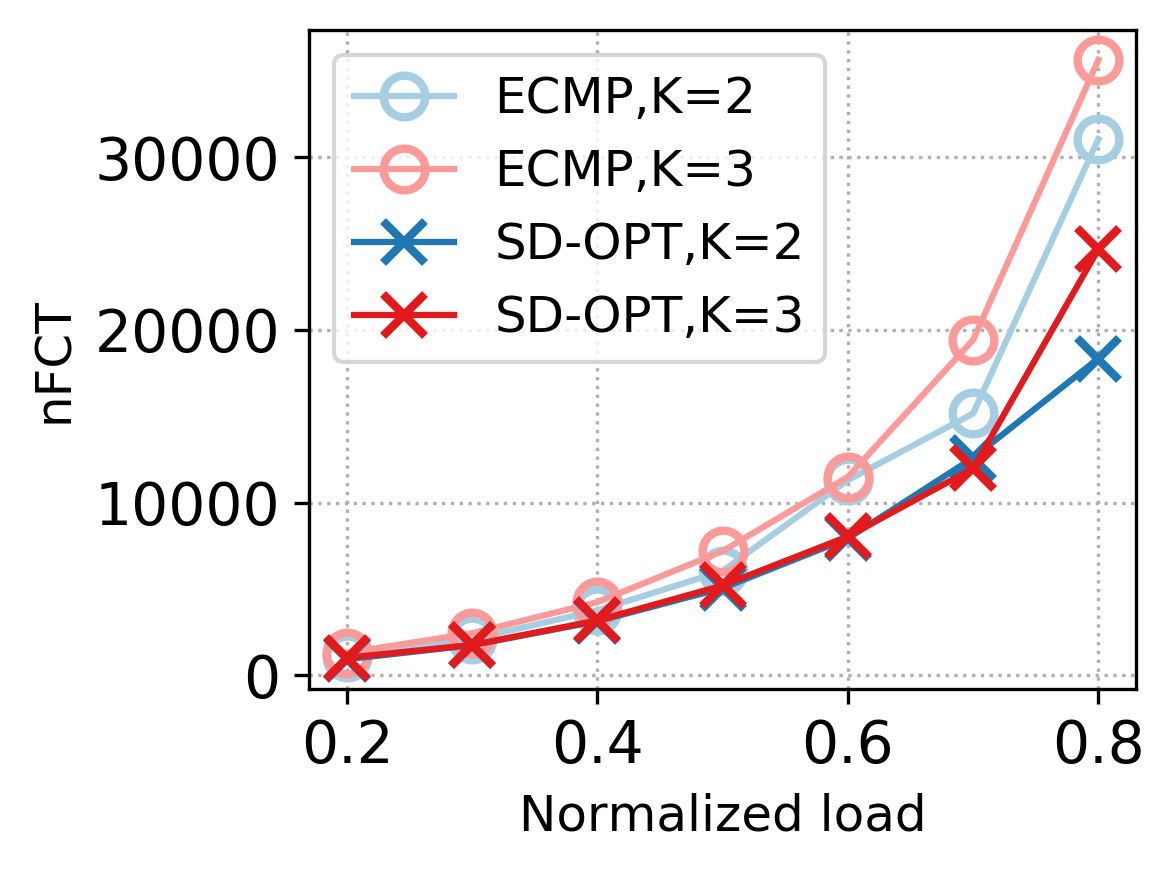 ECMP,K=2
ECMP,K=3
SD-OPT,K=2
SD-OPT,K=3
nFCT
30000
20000
10000
0
0.2 0.4 0.6 0.8
Normalized load